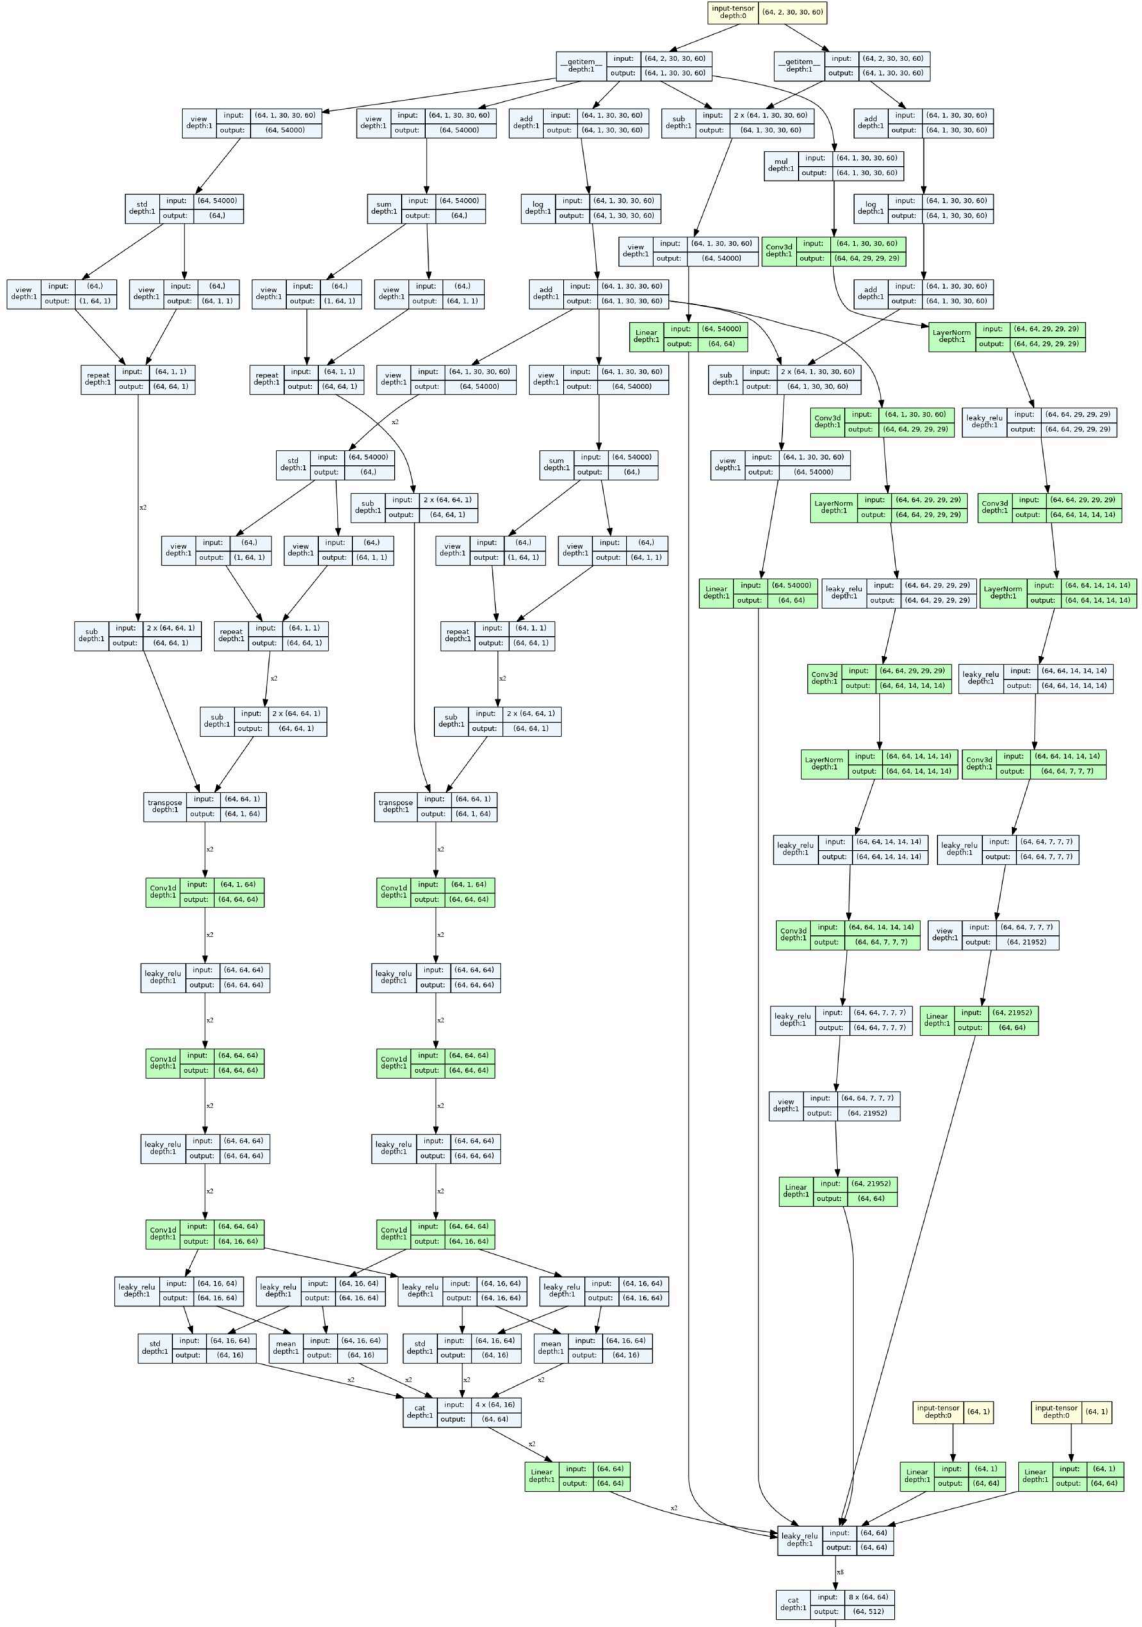 input-tensor
depth:0
(64, 2, 30, 30, 60)
__getitem__
depth:1
input: (64, 2, 30, 30, 60)
output: (64, 1, 30, 30, 60)
__getitem__
depth:1
input: (64, 2, 30, 30, 60)
output: (64, 1, 30, 30, 60)
view
depth:1
input: (64, 1, 30, 30, 60)
output: (64, 54000)
view
depth:1
input: (64, 1, 30, 30, 60)
output: (64, 54000)
add
depth:1
input: (64, 1, 30, 30, 60)
output: (64, 1, 30, 30, 60)
sub
depth:1
input: 2 x (64, 1, 30, 30, 60)
output: (64, 1, 30, 30, 60)
add
depth:1
input: (64, 1, 30, 30, 60)
output: (64, 1, 30, 30, 60)
mul
depth:1
input: (64, 1, 30, 30, 60)
output: (64, 1, 30, 30, 60)
std
depth:1
input: (64, 54000)
output: (64,)
sum
depth:1
input: (64, 54000)
output: (64,)
log
depth:1
input: (64, 1, 30, 30, 60)
output: (64, 1, 30, 30, 60)
log
depth:1
input: (64, 1, 30, 30, 60)
output: (64, 1, 30, 30, 60)
view
depth:1
input: (64, 1, 30, 30, 60)
output: (64, 54000)
Conv3d
depth:1
input: (64, 1, 30, 30, 60)
output: (64, 64, 29, 29, 29)
view
depth:1
input: (64,)
output: (1, 64, 1)
view
depth:1
input: (64,)
output: (64, 1, 1)
view
depth:1
input: (64,)
output: (1, 64, 1)
view
depth:1
input: (64,)
output: (64, 1, 1)
add
depth:1
input: (64, 1, 30, 30, 60)
output: (64, 1, 30, 30, 60)
add
depth:1
input: (64, 1, 30, 30, 60)
output: (64, 1, 30, 30, 60)
Linear
depth:1
input: (64, 54000)
output: (64, 64)
LayerNorm
depth:1
input: (64, 64, 29, 29, 29)
output: (64, 64, 29, 29, 29)
repeat
depth:1
input: (64, 1, 1)
output: (64, 64, 1)
repeat
depth:1
input: (64, 1, 1)
output: (64, 64, 1)
view
depth:1
input: (64, 1, 30, 30, 60)
output: (64, 54000)
view
depth:1
input: (64, 1, 30, 30, 60)
output: (64, 54000)
sub
depth:1
input: 2 x (64, 1, 30, 30, 60)
output: (64, 1, 30, 30, 60)
Conv3d
depth:1
input: (64, 1, 30, 30, 60)
output: (64, 64, 29, 29, 29)
leaky_relu
depth:1
input: (64, 64, 29, 29, 29)
output: (64, 64, 29, 29, 29)
x2
std
depth:1
input: (64, 54000)
output: (64,)
sum
depth:1
input: (64, 54000)
output: (64,)
view
depth:1
input: (64, 1, 30, 30, 60)
output: (64, 54000)
x2
sub
depth:1
input: 2 x (64, 64, 1)
output: (64, 64, 1)
LayerNorm
depth:1
input: (64, 64, 29, 29, 29)
output: (64, 64, 29, 29, 29)
Conv3d
depth:1
input: (64, 64, 29, 29, 29)
output: (64, 64, 14, 14, 14)
view
depth:1
input: (64,)
output: (1, 64, 1)
view
depth:1
input: (64,)
output: (64, 1, 1)
view
depth:1
input: (64,)
output: (1, 64, 1)
view
depth:1
input: (64,)
output: (64, 1, 1)
Linear
depth:1
input: (64, 54000)
output: (64, 64)
leaky_relu
depth:1
input: (64, 64, 29, 29, 29)
output: (64, 64, 29, 29, 29)
LayerNorm
depth:1
input: (64, 64, 14, 14, 14)
output: (64, 64, 14, 14, 14)
sub
depth:1
input: 2 x (64, 64, 1)
output: (64, 64, 1)
repeat
depth:1
input: (64, 1, 1)
output: (64, 64, 1)
repeat
depth:1
input: (64, 1, 1)
output: (64, 64, 1)
Conv3d
depth:1
input: (64, 64, 29, 29, 29)
output: (64, 64, 14, 14, 14)
leaky_relu
depth:1
input: (64, 64, 14, 14, 14)
output: (64, 64, 14, 14, 14)
x2
x2
sub
depth:1
input: 2 x (64, 64, 1)
output: (64, 64, 1)
sub
depth:1
input: 2 x (64, 64, 1)
output: (64, 64, 1)
LayerNorm
depth:1
input: (64, 64, 14, 14, 14)
output: (64, 64, 14, 14, 14)
Conv3d
depth:1
input: (64, 64, 14, 14, 14)
output: (64, 64, 7, 7, 7)
transpose
depth:1
input: (64, 64, 1)
output: (64, 1, 64)
transpose
depth:1
input: (64, 64, 1)
output: (64, 1, 64)
x2
x2
leaky_relu
depth:1
input: (64, 64, 14, 14, 14)
output: (64, 64, 14, 14, 14)
leaky_relu
depth:1
input: (64, 64, 7, 7, 7)
output: (64, 64, 7, 7, 7)
Conv1d
depth:1
input: (64, 1, 64)
output: (64, 64, 64)
Conv1d
depth:1
input: (64, 1, 64)
output: (64, 64, 64)
x2
x2
Conv3d
depth:1
input: (64, 64, 14, 14, 14)
output: (64, 64, 7, 7, 7)
view
depth:1
input: (64, 64, 7, 7, 7)
output: (64, 21952)
leaky_relu
depth:1
input: (64, 64, 64)
output: (64, 64, 64)
leaky_relu
depth:1
input: (64, 64, 64)
output: (64, 64, 64)
x2
x2
leaky_relu
depth:1
input: (64, 64, 7, 7, 7)
output: (64, 64, 7, 7, 7)
Linear
depth:1
input: (64, 21952)
output: (64, 64)
Conv1d
depth:1
input: (64, 64, 64)
output: (64, 64, 64)
Conv1d
depth:1
input: (64, 64, 64)
output: (64, 64, 64)
x2
x2
view
depth:1
input: (64, 64, 7, 7, 7)
output: (64, 21952)
leaky_relu
depth:1
input: (64, 64, 64)
output: (64, 64, 64)
leaky_relu
depth:1
input: (64, 64, 64)
output: (64, 64, 64)
x2
x2
Linear
depth:1
input: (64, 21952)
output: (64, 64)
Conv1d
depth:1
input: (64, 64, 64)
output: (64, 16, 64)
Conv1d
depth:1
input: (64, 64, 64)
output: (64, 16, 64)
leaky_relu
depth:1
input: (64, 16, 64)
output: (64, 16, 64)
leaky_relu
depth:1
input: (64, 16, 64)
output: (64, 16, 64)
leaky_relu
depth:1
input: (64, 16, 64)
output: (64, 16, 64)
leaky_relu
depth:1
input: (64, 16, 64)
output: (64, 16, 64)
std
depth:1
input: (64, 16, 64)
output: (64, 16)
mean
depth:1
input: (64, 16, 64)
output: (64, 16)
std
depth:1
input: (64, 16, 64)
output: (64, 16)
mean
depth:1
input: (64, 16, 64)
output: (64, 16)
x2
x2
x2
x2
cat
depth:1
input: 4 x (64, 16)
output: (64, 64)
input-tensor
depth:0
(64, 1)
input-tensor
depth:0
(64, 1)
x2
Linear
depth:1
input: (64, 64)
output: (64, 64)
Linear
depth:1
input: (64, 1)
output: (64, 64)
Linear
depth:1
input: (64, 1)
output: (64, 64)
x2
leaky_relu
depth:1
input: (64, 64)
output: (64, 64)
x8
cat
depth:1
input: 8 x (64, 64)
output: (64, 512)